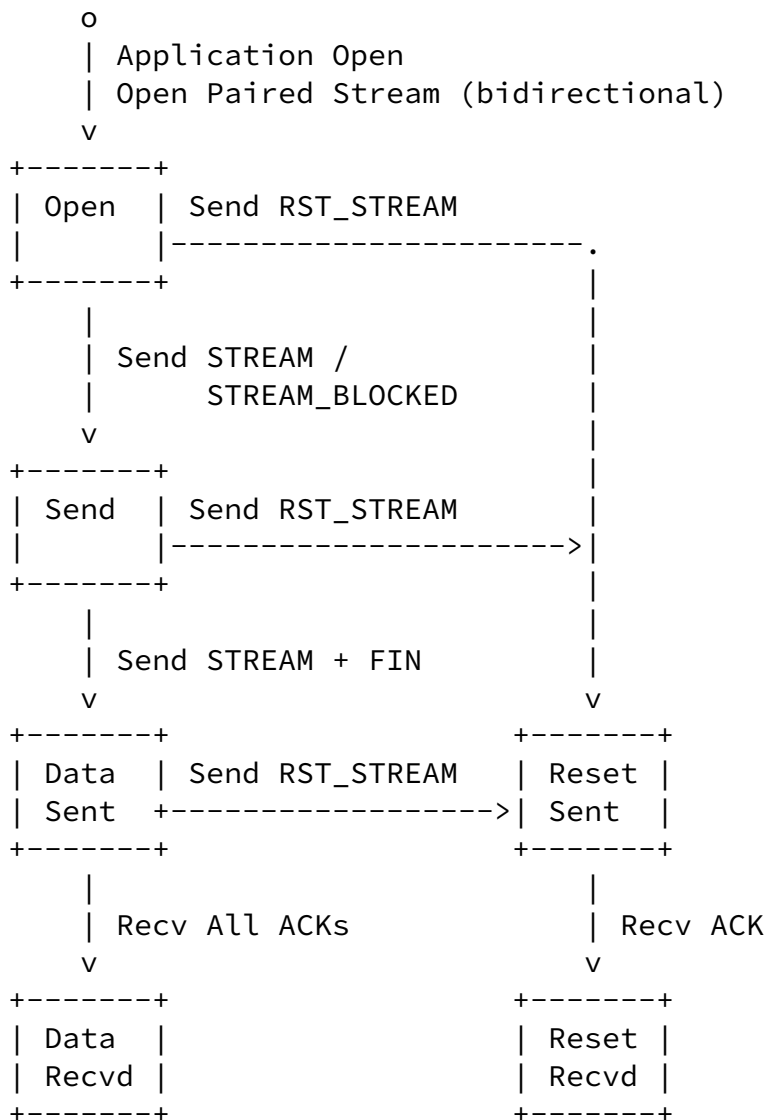 o
| Application Open
| Open Paired Stream (bidirectional)
v
+-------+
| Open  | Send RST_STREAM
|       |-----------------------.
+-------+                       |
    |                           |
    | Send STREAM /             |
    |      STREAM_BLOCKED       |
    v                           |
+-------+                       |
| Send  | Send RST_STREAM       |
|       |---------------------->|
+-------+                       |
    |                           |
    | Send STREAM + FIN         |
    v                           v
+-------+                   +-------+
| Data  | Send RST_STREAM   | Reset |
| Sent  +------------------>| Sent  |
+-------+                   +-------+
    |                           |
    | Recv All ACKs             | Recv ACK
    v                           v
+-------+                   +-------+
| Data  |                   | Reset |
| Recvd |                   | Recvd |
+-------+                   +-------+